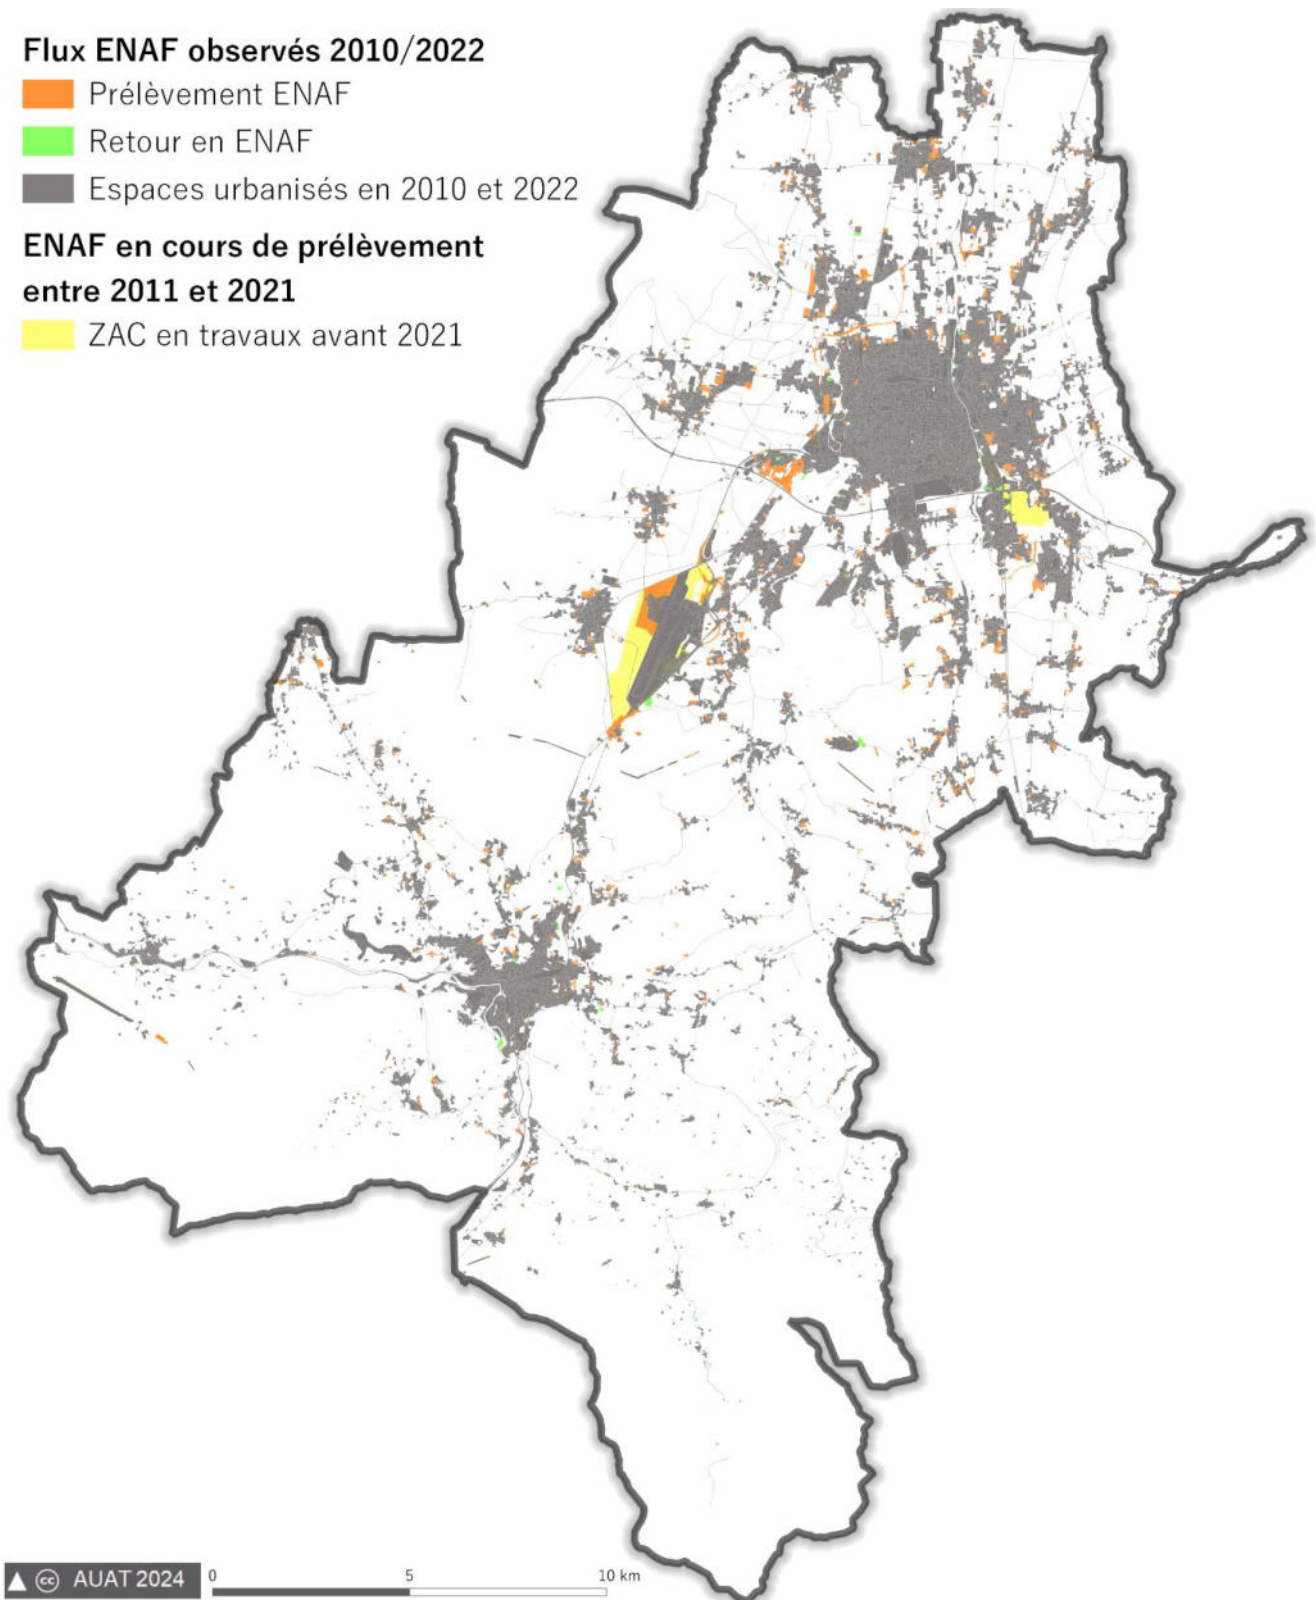 Flux ENAF observés 2010/2022
Prélèvement ENAF
Retour en ENAF
Espaces urbanisés en 2010 et 2022
ENAF en cours de prélèvement
entre 2011 et 2021
ZAC en travaux avant 2021
cc AUAT 2024
0 5 10 km